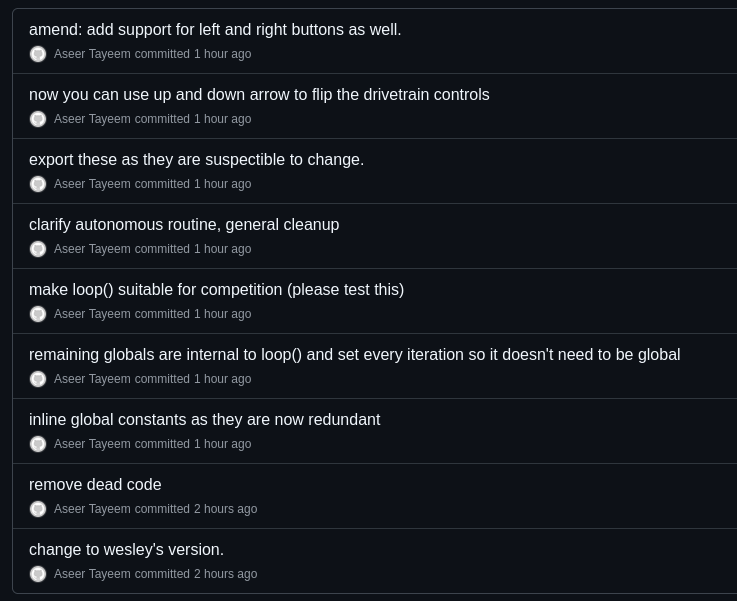 amend: add support for left and right buttons as well.
Aseer Tayeem committed 1 hour ago
now you can use up and down arrow to flip the drivetrain controls
Aseer Tayeem committed 1 hour ago
export these as they are suspectible to change.
Aseer Tayeem committed 1 hour ago
clarify autonomous routine, general cleanup
Aseer Tayeem committed 1 hour ago
make loop() suitable for competition (please test this)
Aseer Tayeem committed 1 hour ago
remaining globals are internal to loop() and set every iteration so it doesn't need to be global
Aseer Tayeem committed 1 hour ago
inline global constants as they are now redundant
Aseer Tayeem committed 1 hour ago
remove dead code
Aseer Tayeem committed 2 hours ago
change to wesley's version.
Aseer Tayeem committed 2 hours ago